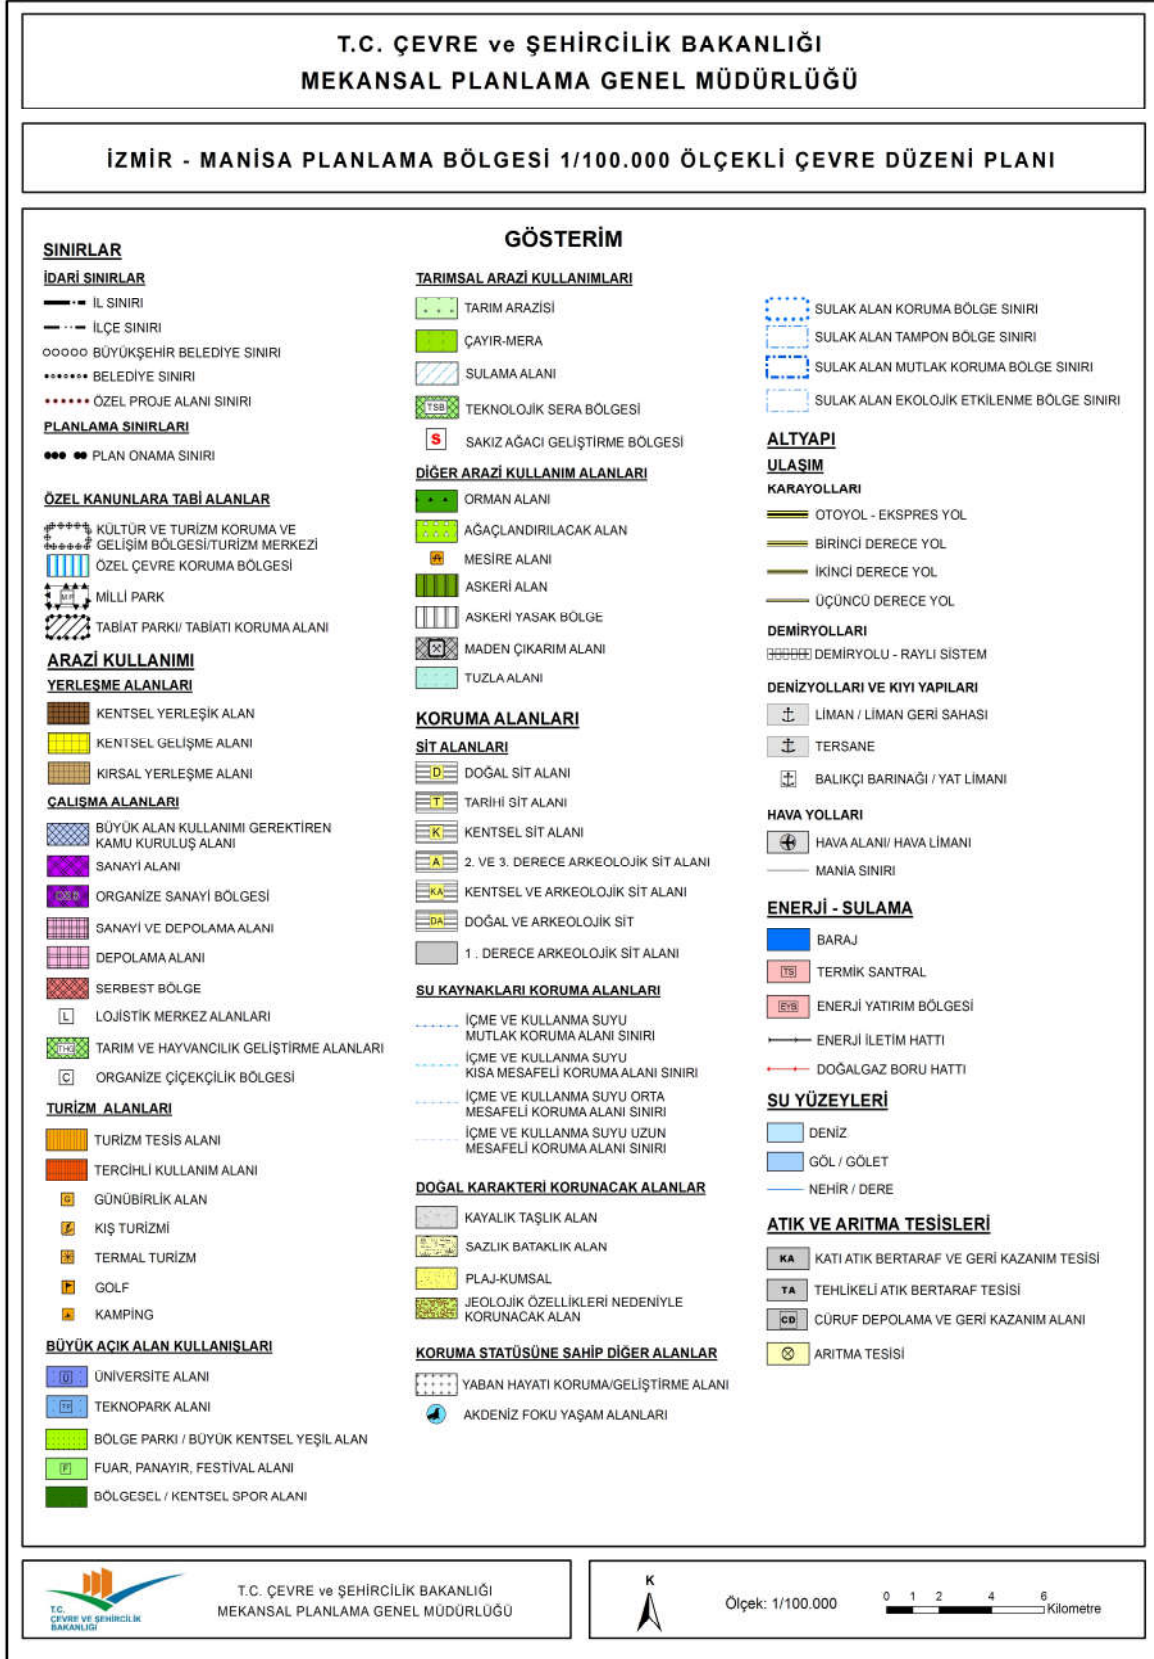 T.C. ÇEVRE ve ŞEHİRCİLİK BAKANLIĞI
MEKANSAL PLANLAMA GENEL MÜDÜRLÜĞÜ
İZMİR - MANİSA PLANLAMA BÖLGESİ 1/100.000 ÖLÇEKLİ ÇEVRE DÜZENİ PLANI
GÖSTERİM
SINIRLAR
İDARİ SINIRLAR
İL SINIRI
İLÇE SINIRI
BÜYÜKŞEHİR BELEDİYE SINIRI
BELEDİYE SINIRI
ÖZEL PROJE ALANI SINIRI
PLANLAMA SINIRLARI
PLAN ONAMA SINIRI
ÖZEL KANUNLARA TABİ ALANLAR
KÜLTÜR VE TURİZM KORUMA VE
GELİŞİM BÖLGESİ/TURİZM MERKEZİ
ÖZEL ÇEVRE KORUMA BÖLGESİ
MP MİLLİ PARK
TABİAT PARKI/ TABİATI KORUMA ALANI
ARAZİ KULLANIMI
YERLEŞME ALANLARI
KENTSEL YERLEŞİK ALAN
KENTSEL GELİŞME ALANI
KIRSAL YERLEŞME ALANI
ÇALIŞMA ALANLARI
BÜYÜK ALAN KULLANIMI GEREKTİREN
KAMU KURULUŞ ALANI
SANAYİ ALANI
ORGANİZE SANAYİ BÖLGESİ
SANAYİ VE DEPOLAMA ALANI
DEPOLAMA ALANI
SERBEST BÖLGE
L LOJİSTİK MERKEZ ALANLARI
THG TARIM VE HAYVANCILIK GELİŞTİRME ALANLARI
Ç ORGANİZE ÇİÇEKÇİLİK BÖLGESİ
TURİZM ALANLARI
TURİZM TESİS ALANI
TERCİHLİ KULLANIM ALANI
G GÜNÜBİRLİK ALAN
KIŞ TURİZMİ
TERMAL TURİZM
GOLF
KAMPİNG
BÜYÜK AÇIK ALAN KULLANIŞLARI
Ü ÜNİVERSİTE ALANI
TP TEKNOPARK ALANI
BÖLGE PARKI / BÜYÜK KENTSEL YEŞİL ALAN
F FUAR, PANAYIR, FESTİVAL ALANI
BÖLGESEL / KENTSEL SPOR ALANI
TARIMSAL ARAZİ KULLANIMLARI
TARIM ARAZİSİ
ÇAYIR-MERA
SULAMA ALANI
TSB TEKNOLOJİK SERA BÖLGESİ
S SAKIZ AĞACI GELİŞTİRME BÖLGESİ
DİĞER ARAZİ KULLANIM ALANLARI
ORMAN ALANI
AĞAÇLANDIRILACAK ALAN
MESİRE ALANI
ASKERİ ALAN
ASKERİ YASAK BÖLGE
MADEN ÇIKARIM ALANI
TUZLA ALANI
KORUMA ALANLARI
SİT ALANLARI
D DOĞAL SİT ALANI
T TARİHİ SİT ALANI
K KENTSEL SİT ALANI
A 2. VE 3. DERECE ARKEOLOJİK SİT ALANI
KA KENTSEL VE ARKEOLOJİK SİT ALANI
DA DOĞAL VE ARKEOLOJİK SİT
1 . DERECE ARKEOLOJİK SİT ALANI
SU KAYNAKLARI KORUMA ALANLARI
İÇME VE KULLANMA SUYU
MUTLAK KORUMA ALANI SINIRI
İÇME VE KULLANMA SUYU
KISA MESAFELİ KORUMA ALANI SINIRI
İÇME VE KULLANMA SUYU ORTA
MESAFELİ KORUMA ALANI SINIRI
İÇME VE KULLANMA SUYU UZUN
MESAFELİ KORUMA ALANI SINIRI
DOĞAL KARAKTERİ KORUNACAK ALANLAR
KAYALIK TAŞLIK ALAN
SAZLIK BATAKLIK ALAN
PLAJ-KUMSAL
JEOLOJİK ÖZELLİKLERİ NEDENİYLE
KORUNACAK ALAN
KORUMA STATÜSÜNE SAHİP DİĞER ALANLAR
YABAN HAYATI KORUMA/GELİŞTİRME ALANI
AKDENİZ FOKU YAŞAM ALANLARI
SULAK ALAN KORUMA BÖLGE SINIRI
SULAK ALAN TAMPON BÖLGE SINIRI
SULAK ALAN MUTLAK KORUMA BÖLGE SINIRI
SULAK ALAN EKOLOJİK ETKİLENME BÖLGE SINIRI
ALTYAPI
ULAŞIM
KARAYOLLARI
OTOYOL - EKSPRES YOL
BİRİNCİ DERECE YOL
İKİNCİ DERECE YOL
ÜÇÜNCÜ DERECE YOL
DEMİRYOLLARI
DEMİRYOLU - RAYLI SİSTEM
DENİZYOLLARI VE KIYI YAPILARI
LİMAN / LİMAN GERİ SAHASI
TERSANE
BALIKÇI BARINAĞI / YAT LİMANI
HAVA YOLLARI
HAVA ALANI/ HAVA LİMANI
MANİA SINIRI
ENERJİ - SULAMA
BARAJ
TS TERMİK SANTRAL
EYB ENERJİ YATIRIM BÖLGESİ
ENERJİ İLETİM HATTI
DOĞALGAZ BORU HATTI
SU YÜZEYLERİ
DENİZ
GÖL / GÖLET
NEHİR / DERE
ATIK VE ARITMA TESİSLERİ
KA KATI ATIK BERTARAF VE GERİ KAZANIM TESİSİ
TA TEHLİKELİ ATIK BERTARAF TESİSİ
CD CÜRUF DEPOLAMA VE GERİ KAZANIM ALANI
ARITMA TESİSİ
T.C.
ÇEVRE VE ŞEHİRCİLİK
BAKANLIĞI
T.C. ÇEVRE ve ŞEHİRCİLİK BAKANLIĞI
MEKANSAL PLANLAMA GENEL MÜDÜRLÜĞÜ
K
Ölçek: 1/100.000
0 1 2 4 6
Kilometre